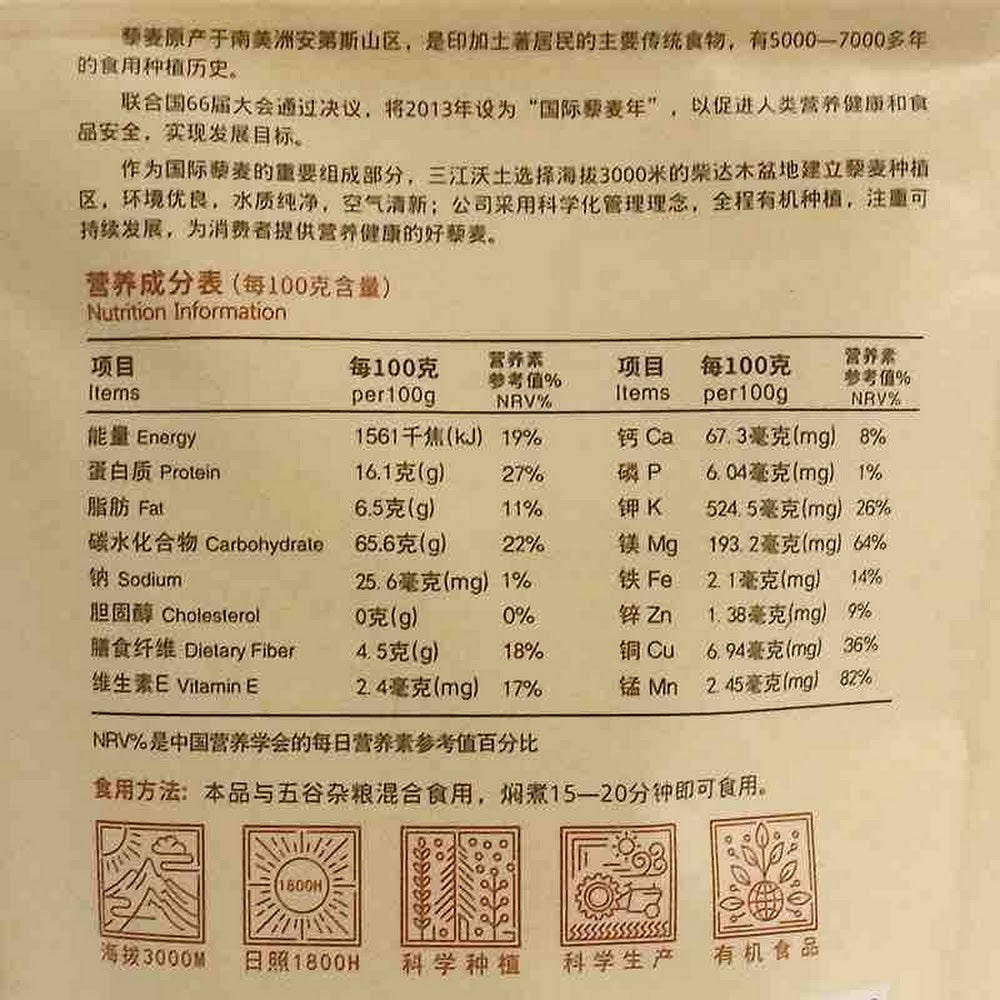 藜麦原产于南美洲安第斯山区，是印加土著居民的主要传统食物，有5000—7000多年
的食用种植历史。
联合国66届大会通过决议，将2013年设为“国际藜麦年”，以促进人类营养健康和食
品安全，实现发展目标。
作为国际藜麦的重要组成部分，三江沃土选择海拔3000米的柴达木盆地建立藜麦种植
区，环境优良，水质纯净，空气清新；公司采用科学化管理理念，全程有机种植，注重可
持续发展，为消费者提供营养健康的好藜麦。
营养成分表（每100克含量）
Nutrition Information
项目 每100克 营养素参考值% 项目 每100克 营养素参考值%
Items per100g NRV% Items per100g NRV%
能量 Energy 1561千焦(kJ) 19% 钙 Ca 67.3毫克(mg) 8%
蛋白质 Protein 16.1克(g) 27% 磷 P 6.04毫克(mg) 1%
脂肪 Fat 6.5克(g) 11% 钾 K 524.5毫克(mg) 26%
碳水化合物 Carbohydrate 65.6克(g) 22% 镁 Mg 193.2毫克(mg) 64%
钠 Sodium 25.6毫克(mg) 1% 铁 Fe 2.1毫克(mg) 14%
胆固醇 Cholesterol 0克(g) 0% 锌 Zn 1.38毫克(mg) 9%
膳食纤维 Dietary Fiber 4.5克(g) 18% 铜 Cu 6.94毫克(mg) 36%
维生素E Vitamin E 2.4毫克(mg) 17% 锰 Mn 2.45毫克(mg) 82%
NRV%是中国营养学会的每日营养素参考值百分比
食用方法：本品与五谷杂粮混合食用，焖煮15—20分钟即可食用。
1800H
海拔3000M 日照1800H 科学种植 科学生产 有机食品